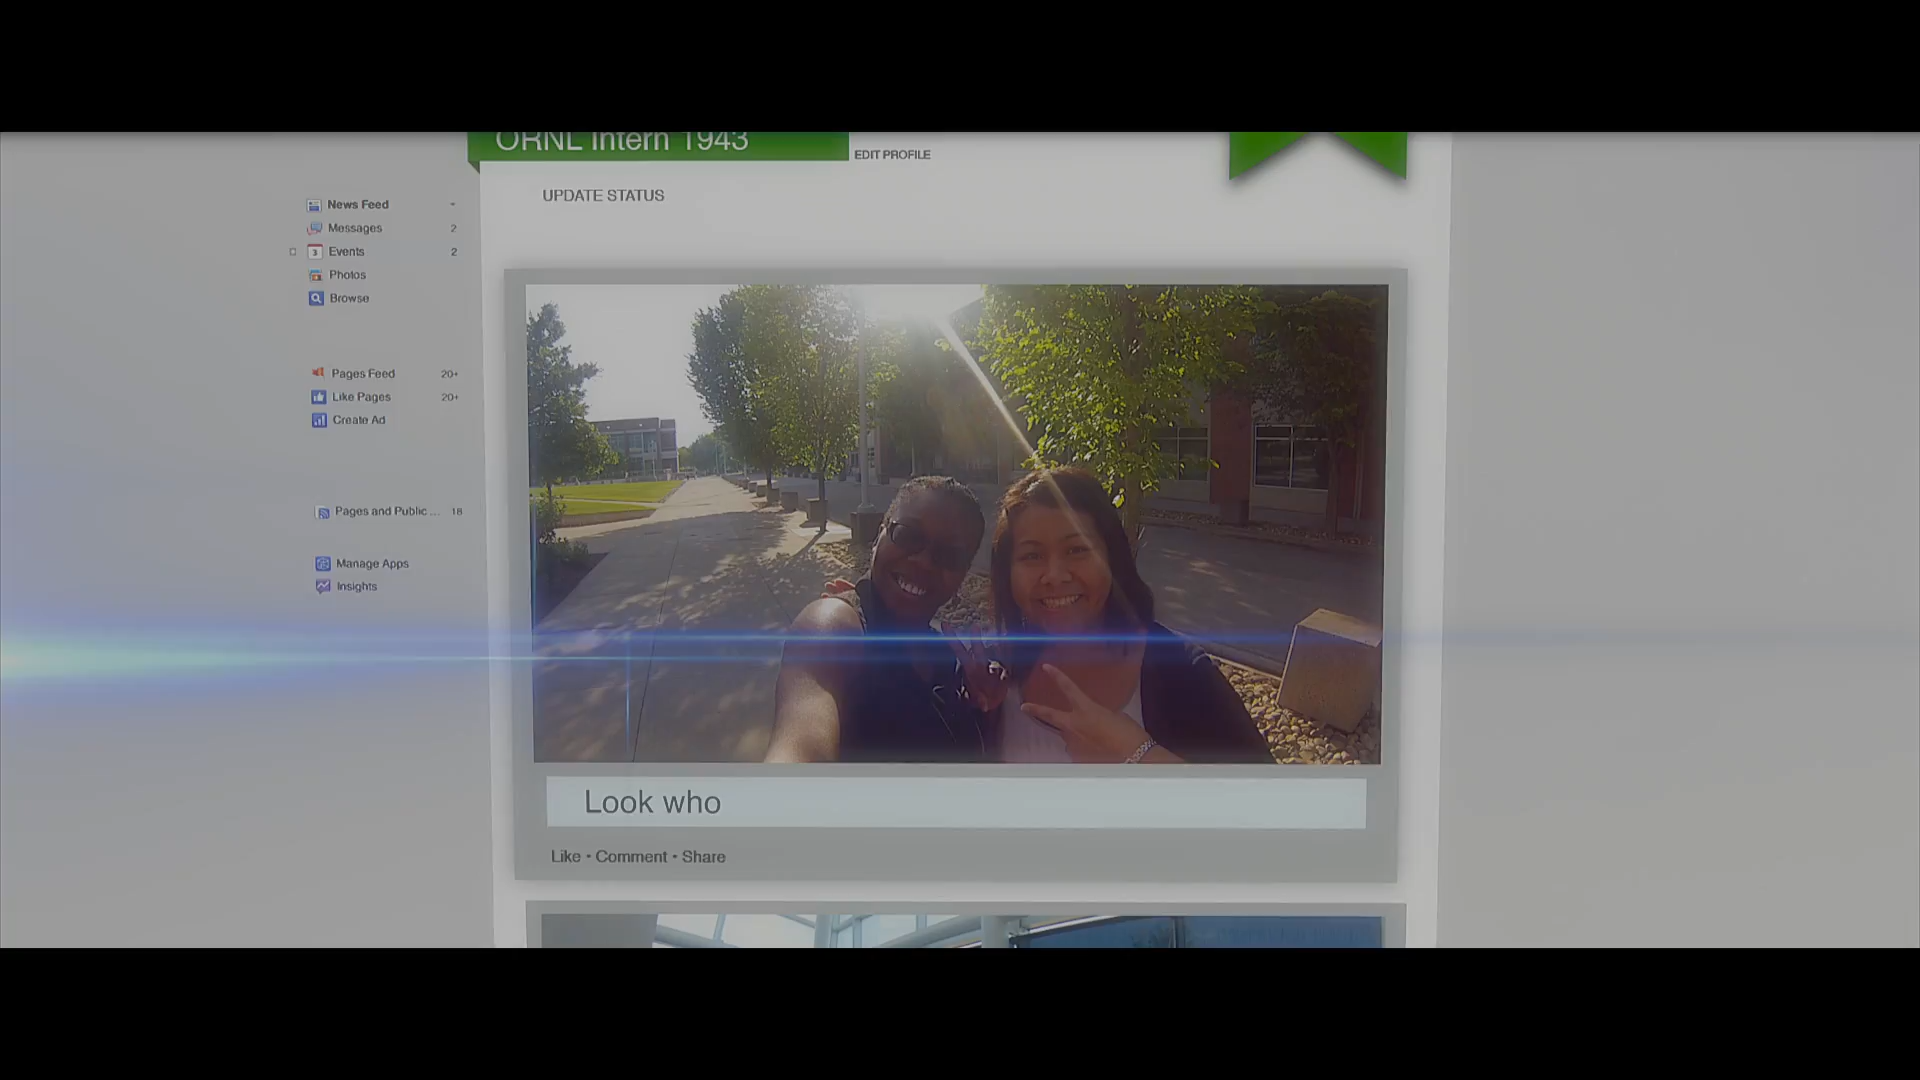 ORNL Intern 1943
EDIT PROFILE
UPDATE STATUS
News Feed
Messages 2
Events 2
Photos
Browse
Pages Feed 20+
Like Pages 20+
Create Ad
Pages and Public ... 18
Manage Apps
Insights
Look who
Like • Comment • Share